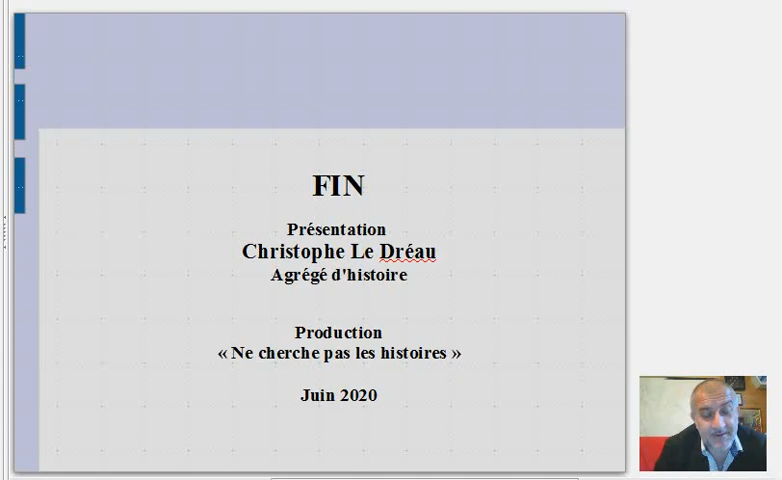 FIN
Présentation
Christophe Le Dréau
Agrégé d'histoire
Production
« Ne cherche pas les histoires »
Juin 2020